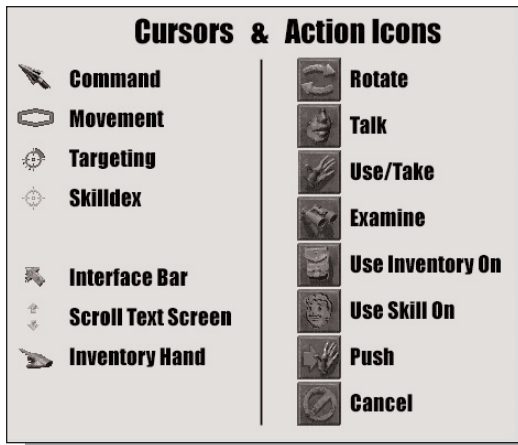 Cursors & Action Icons
Command
Movement
Targeting
Skilldex
Interface Bar
Scroll Text Screen
Inventory Hand
Rotate
Talk
Use/Take
Examine
Use Inventory On
Use Skill On
Push
Cancel